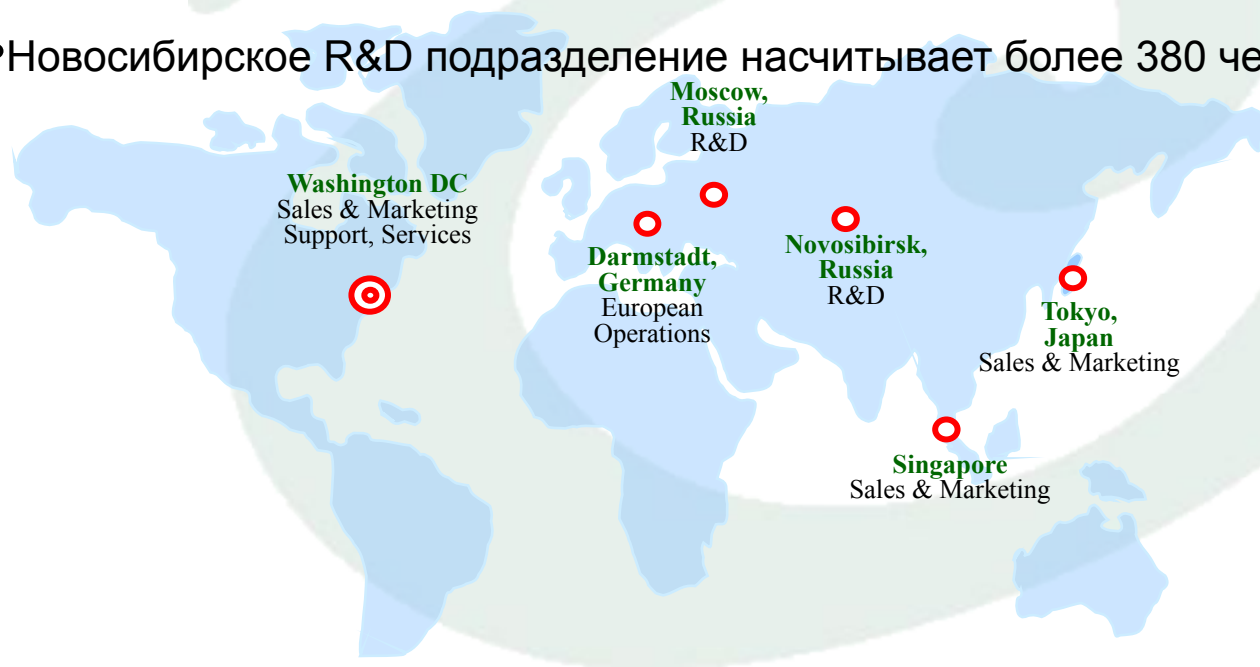 Новосибирское R&D подразделение насчитывает более 380 че
Moscow,
Russia
R&D
Washington DC
Sales & Marketing
Support, Services
Darmstadt,
Germany
European
Operations
Novosibirsk,
Russia
R&D
Tokyo,
Japan
Sales & Marketing
Singapore
Sales & Marketing